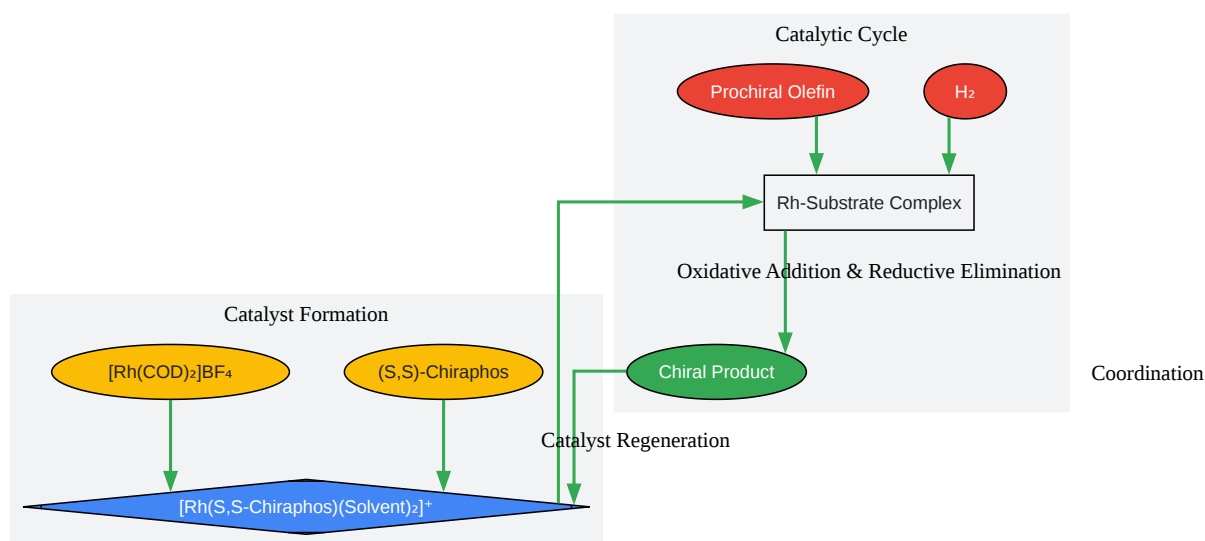 Catalytic Cycle
Prochiral Olefin
H₂
Rh-Substrate Complex
Oxidative Addition & Reductive Elimination
Catalyst Formation
[Rh(COD)₂]BF₄
(S,S)-Chiraphos
Chiral Product
Coordination
Catalyst Regeneration
[Rh(S,S-Chiraphos)(Solvent)₂]⁺